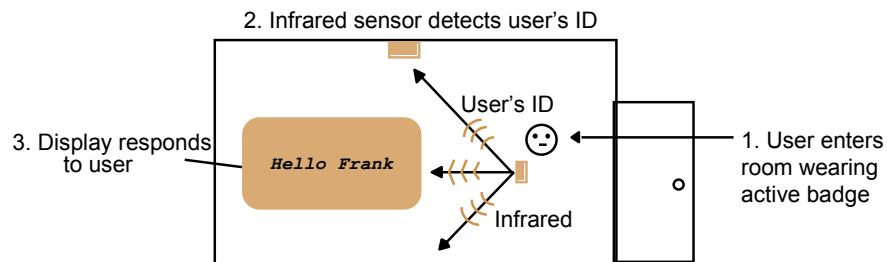 2. Infrared sensor detects user's ID
User's ID
3. Display responds
to user
Hello Frank
1. User enters
room wearing
active badge
Infrared